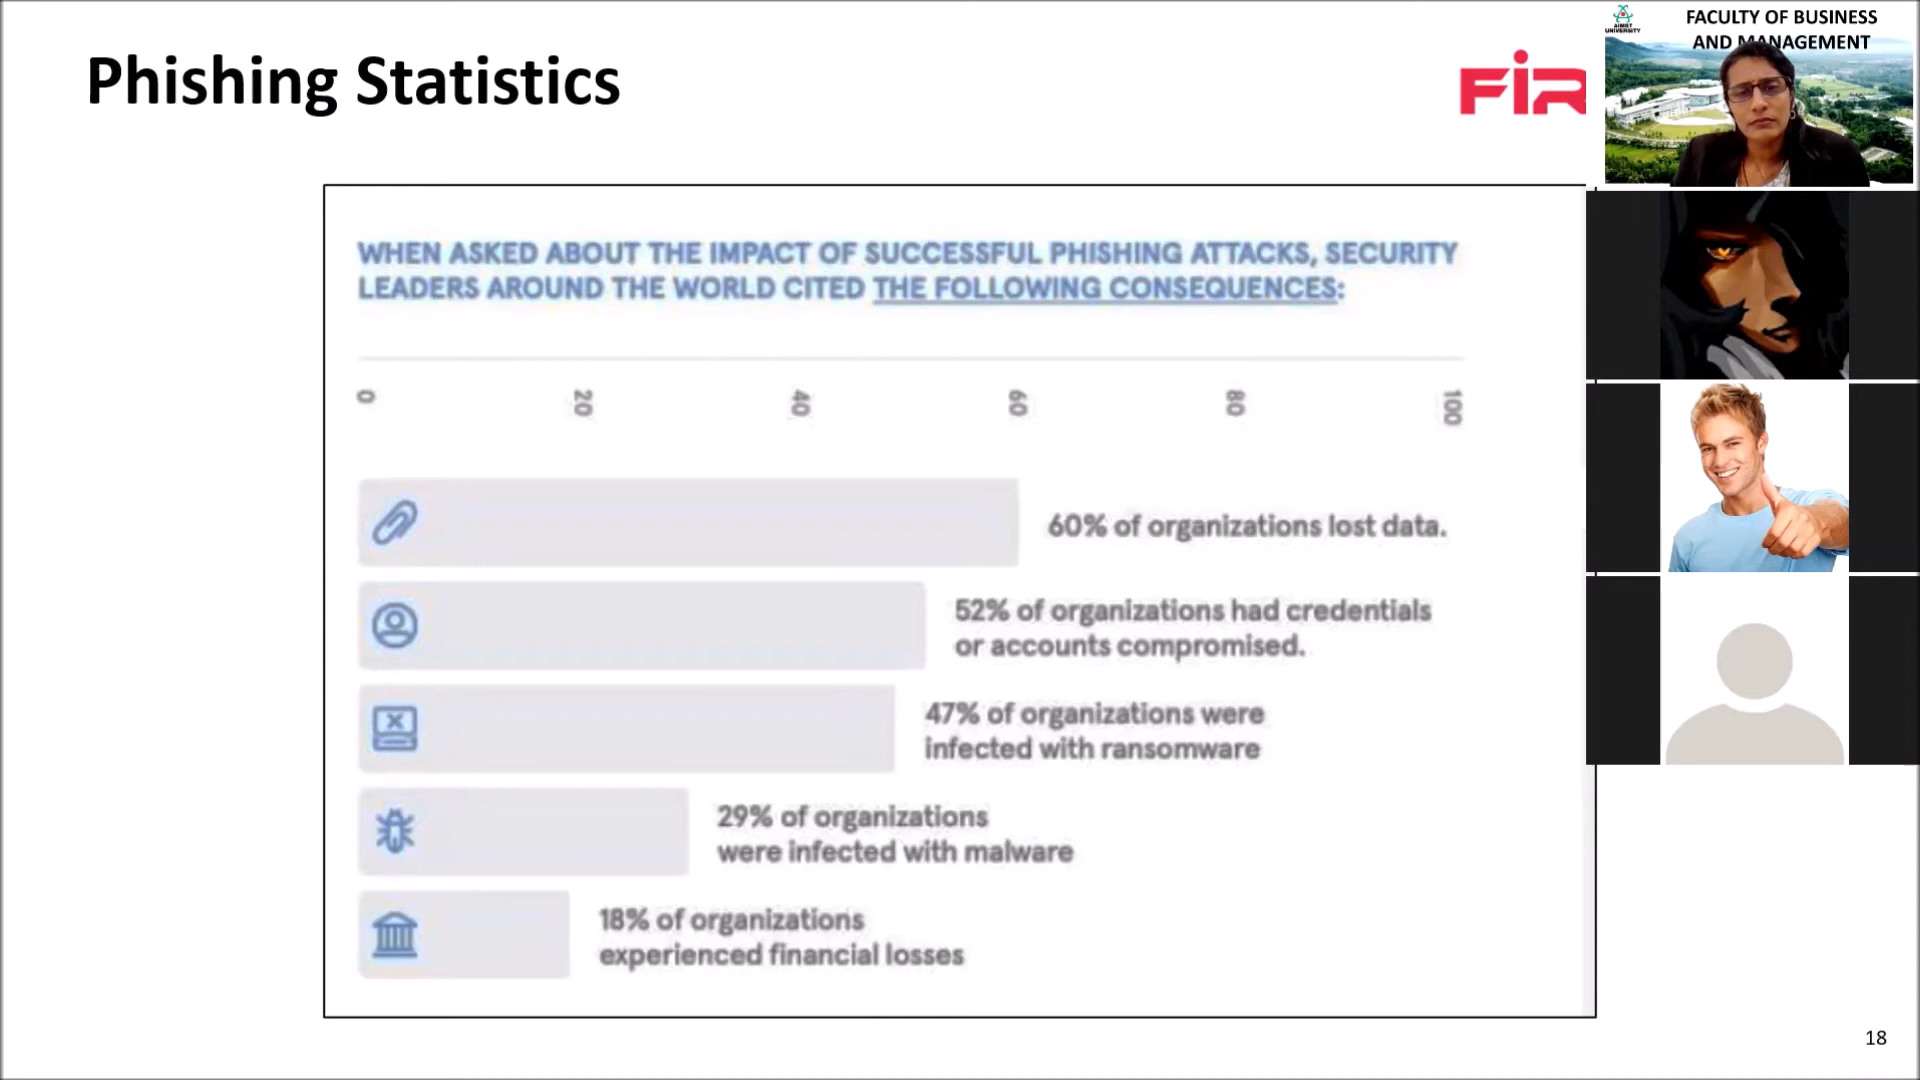 Phishing Statistics
FiR
AIMST
UNIVERSITY
FACULTY OF BUSINESS
AND MANAGEMENT
WHEN ASKED ABOUT THE IMPACT OF SUCCESSFUL PHISHING ATTACKS, SECURITY
LEADERS AROUND THE WORLD CITED THE FOLLOWING CONSEQUENCES:
0 20 40 60 80 100
60% of organizations lost data.
52% of organizations had credentials
or accounts compromised.
47% of organizations were
infected with ransomware
29% of organizations
were infected with malware
18% of organizations
experienced financial losses
18